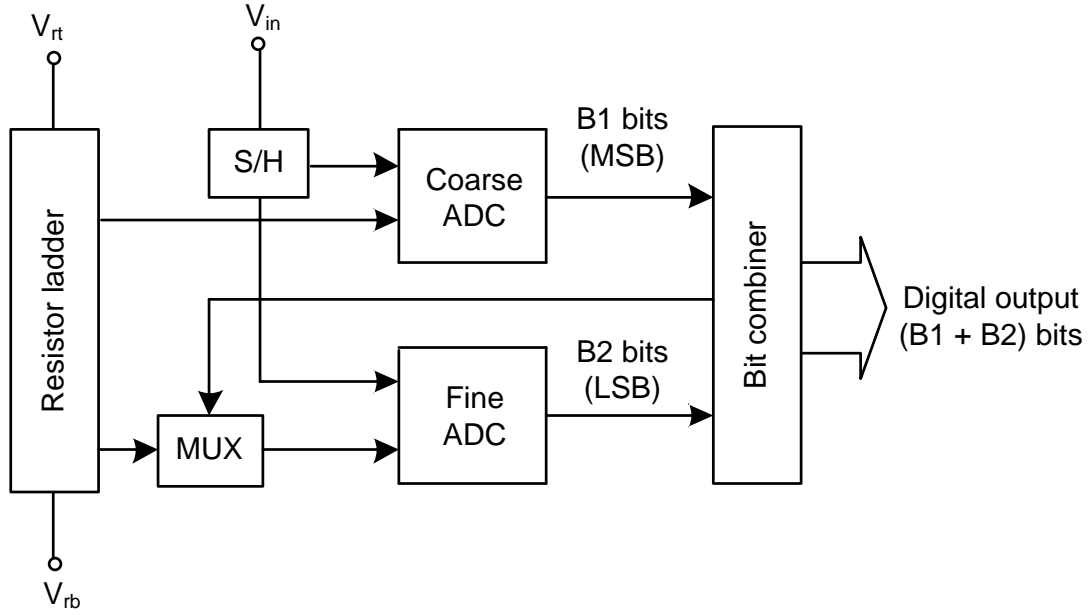 V_rt
V_in
Resistor ladder
S/H
Coarse
ADC
B1 bits
(MSB)
Bit combiner
Digital output
(B1 + B2) bits
MUX
Fine
ADC
B2 bits
(LSB)
V_rb